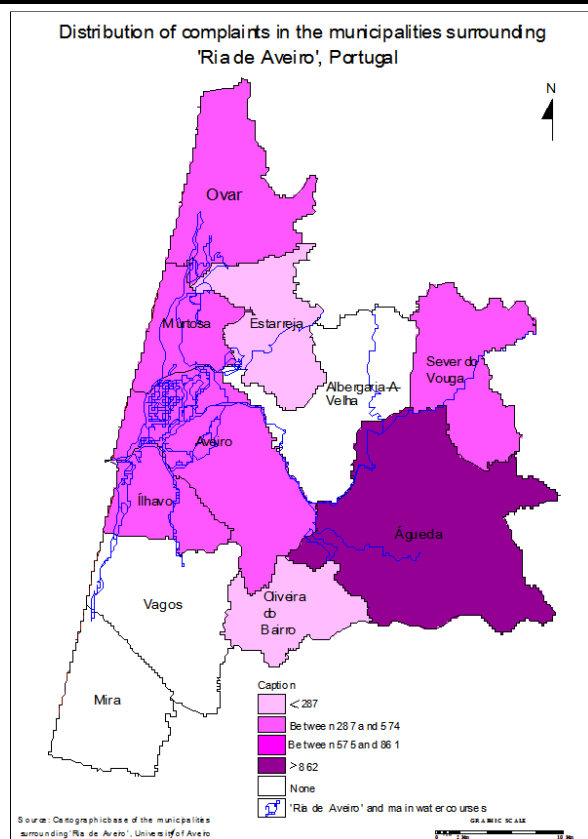 Distribution of complaints in the municipalities surrounding
'Ria de Aveiro', Portugal
N
Ovar
Murtosa
Estarreja
Sever do
Vouga
Albergaria-A-
Velha
Aveiro
Ílhavo
Águeda
Vagos
Oliveira
do
Bairro
Mira
Caption
<287
Between 287 and 574
Between 575 and 861
>862
None
'Ria de Aveiro' and main water courses
Source: Cartographic base of the municipalities
surrounding 'Ria de Aveiro', University of Avero
GRAPHIC SCALE